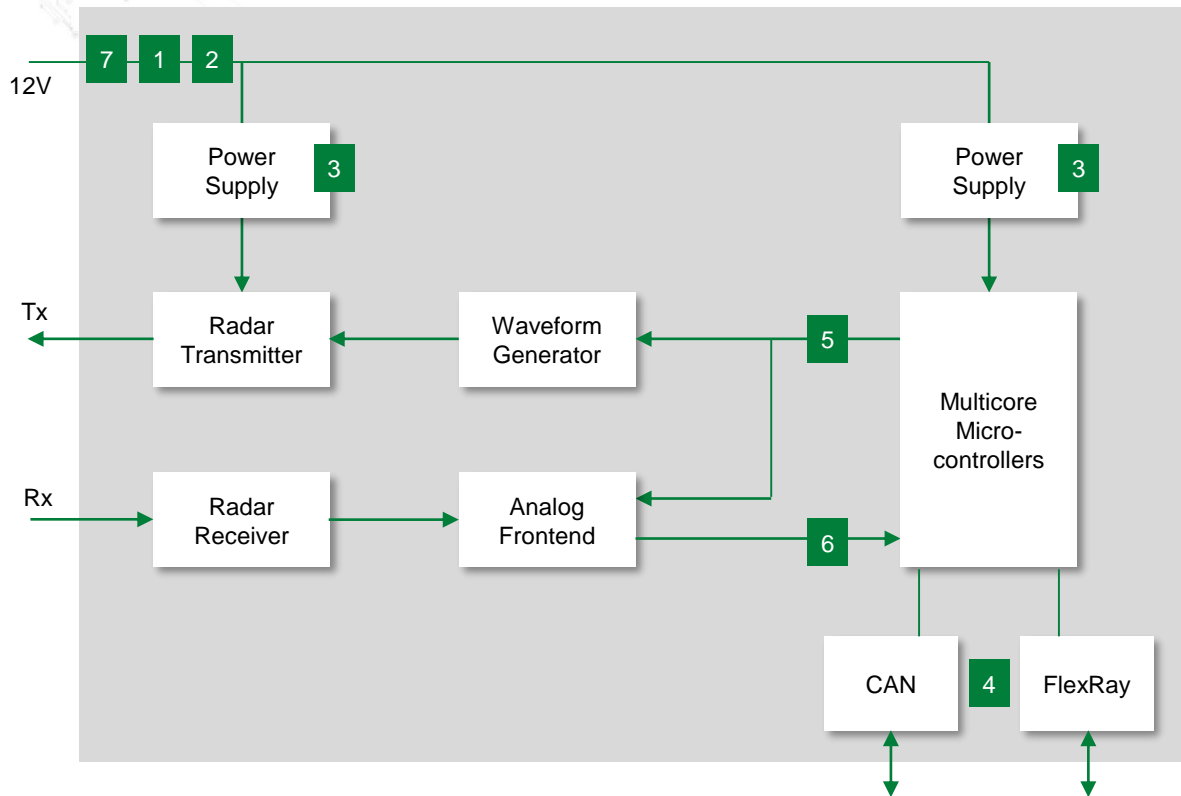 7 1 2
12V
Power
Supply
3
Power
Supply
3
Tx
Radar
Transmitter
Waveform
Generator
5
Multicore
Micro-
controllers
Rx
Radar
Receiver
Analog
Frontend
6
CAN
4
FlexRay